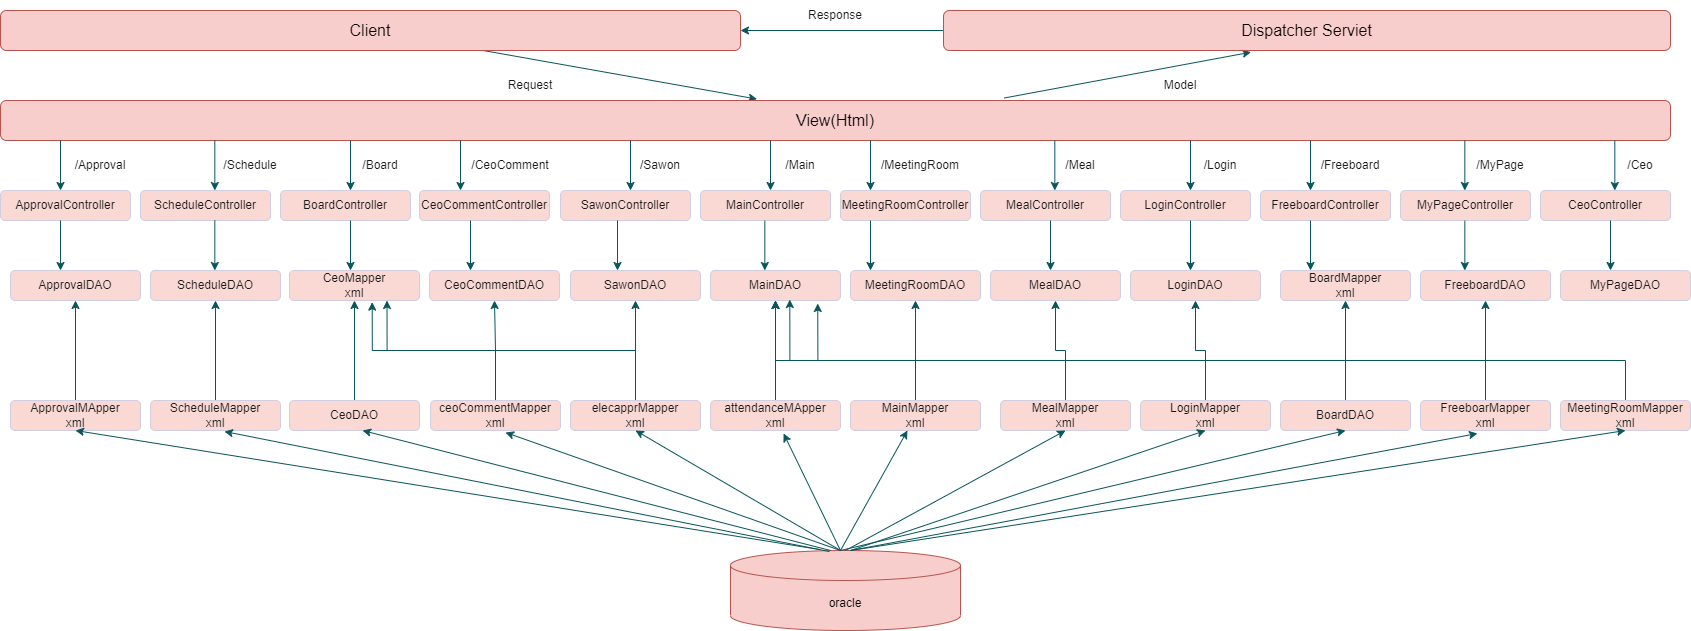 Response
Client
Dispatcher Serviet
Request
Model
View(Html)
/Approval
/Schedule
/Board
/CeoComment
/Sawon
/Main
/MeetingRoom
/Meal
/Login
/Freeboard
/MyPage
/Ceo
ApprovalController
ScheduleController
BoardController
CeoCommentController
SawonController
MainController
MeetingRoomController
MealController
LoginController
FreeboardController
MyPageController
CeoController
ApprovalDAO
ScheduleDAO
CeoMapper
xml
CeoCommentDAO
SawonDAO
MainDAO
MeetingRoomDAO
MealDAO
LoginDAO
BoardMapper
xml
FreeboardDAO
MyPageDAO
ApprovalMApper
xml
ScheduleMapper
xml
CeoDAO
ceoCommentMapper
xml
elecapprMapper
xml
attendanceMApper
xml
MainMapper
xml
MealMapper
xml
LoginMapper
xml
BoardDAO
FreeboarMapper
xml
MeetingRoomMapper
xml
oracle